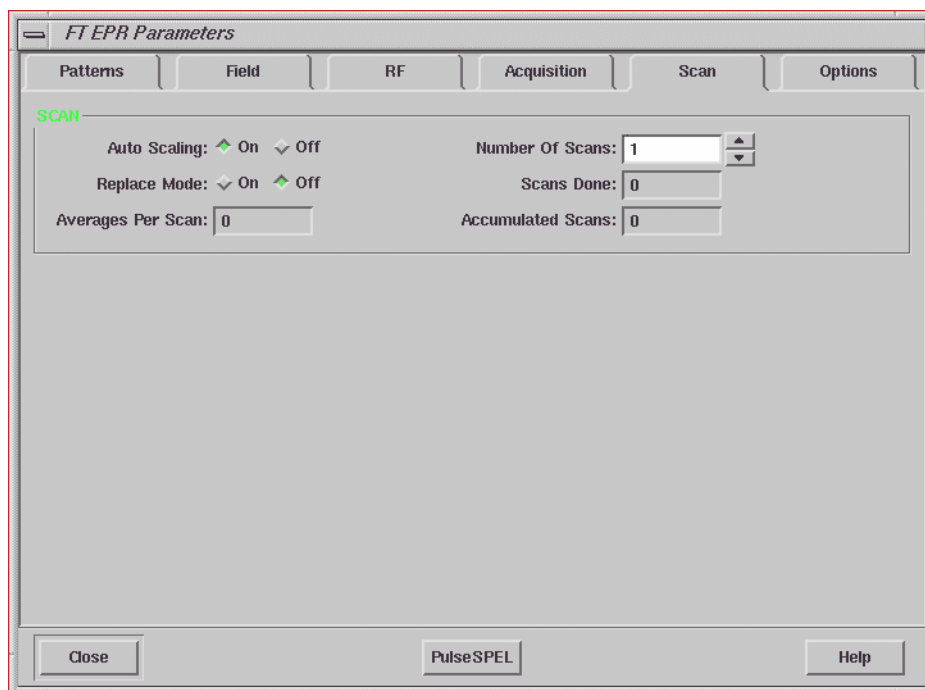 FT EPR Parameters
Patterns Field RF Acquisition Scan Options
SCAN
Auto Scaling: On Off Number Of Scans: 1
Replace Mode: On Off Scans Done: 0
Averages Per Scan: 0 Accumulated Scans: 0
Close PulseSPEL Help